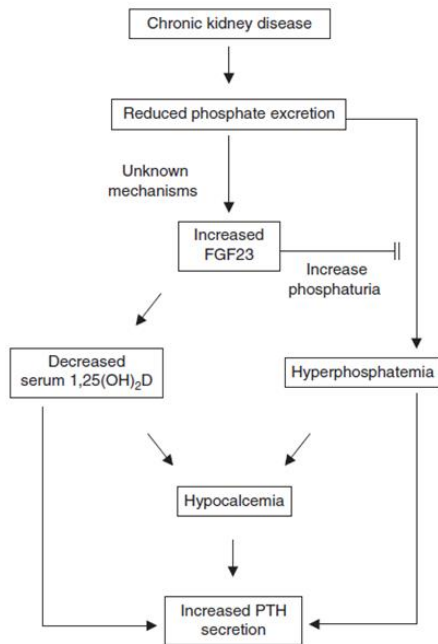 Chronic kidney disease
Reduced phosphate excretion
Unknown
mechanisms
Increased
FGF23
Increase
phosphaturia
Decreased
serum 1,25(OH)₂D
Hyperphosphatemia
Hypocalcemia
Increased PTH
secretion